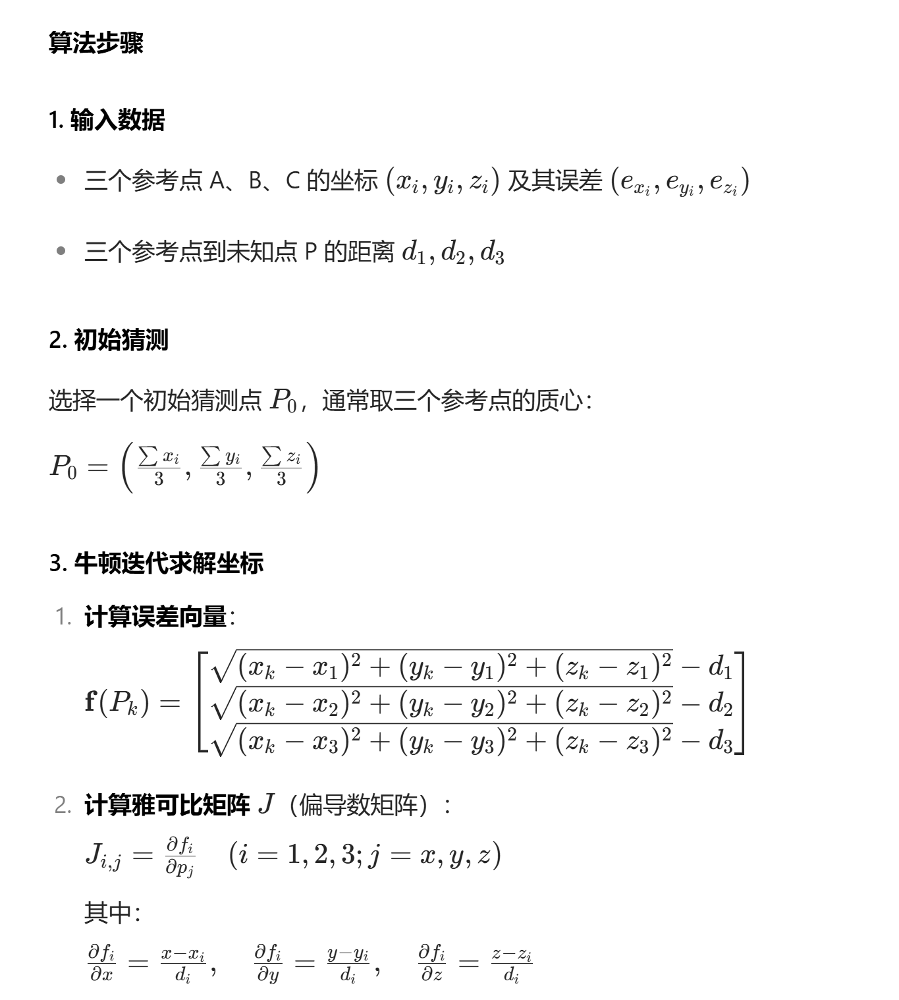 算法步骤
1. 输入数据
• 三个参考点 A、B、C 的坐标 $(x_i, y_i, z_i)$ 及其误差 $(e_{x_i}, e_{y_i}, e_{z_i})$
• 三个参考点到未知点 P 的距离 $d_1, d_2, d_3$
2. 初始猜测
选择一个初始猜测点 $P_0$，通常取三个参考点的质心：
$P_0 = \left( \frac{\sum x_i}{3}, \frac{\sum y_i}{3}, \frac{\sum z_i}{3} \right)$
3. 牛顿迭代求解坐标
1. 计算误差向量：
$\mathbf{f}(P_k) = \begin{bmatrix} \sqrt{(x_k - x_1)^2 + (y_k - y_1)^2 + (z_k - z_1)^2} - d_1 \\ \sqrt{(x_k - x_2)^2 + (y_k - y_2)^2 + (z_k - z_2)^2} - d_2 \\ \sqrt{(x_k - x_3)^2 + (y_k - y_3)^2 + (z_k - z_3)^2} - d_3 \end{bmatrix}$
2. 计算雅可比矩阵 $J$（偏导数矩阵）：
$J_{i,j} = \frac{\partial f_i}{\partial p_j} \quad (i = 1, 2, 3; j = x, y, z)$
其中：
$\frac{\partial f_i}{\partial x} = \frac{x - x_i}{d_i}, \quad \frac{\partial f_i}{\partial y} = \frac{y - y_i}{d_i}, \quad \frac{\partial f_i}{\partial z} = \frac{z - z_i}{d_i}$